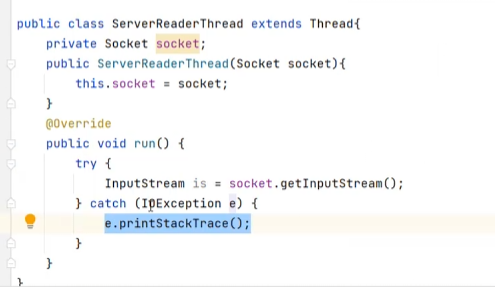 public class ServerReaderThread extends Thread{
    private Socket socket;
    public ServerReaderThread(Socket socket){
        this.socket = socket;
    }
    @Override
    public void run() {
        try {
            InputStream is = socket.getInputStream();
        } catch (IOException e) {
            e.printStackTrace();
        }
    }
}